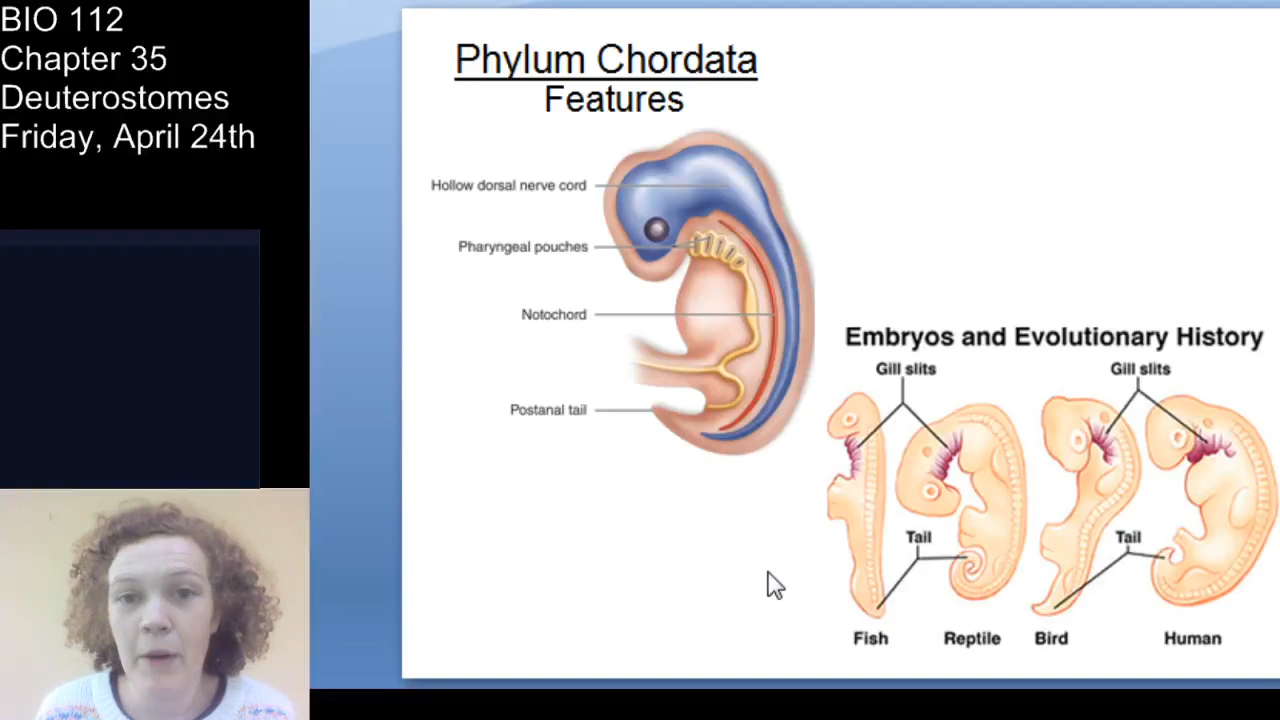 BIO 112
Chapter 35
Deuterostomes
Friday, April 24th
Phylum Chordata
Features
Hollow dorsal nerve cord
Pharyngeal pouches
Notochord
Postanal tail
Embryos and Evolutionary History
Gill slits
Gill slits
Tail
Tail
Fish
Reptile
Bird
Human